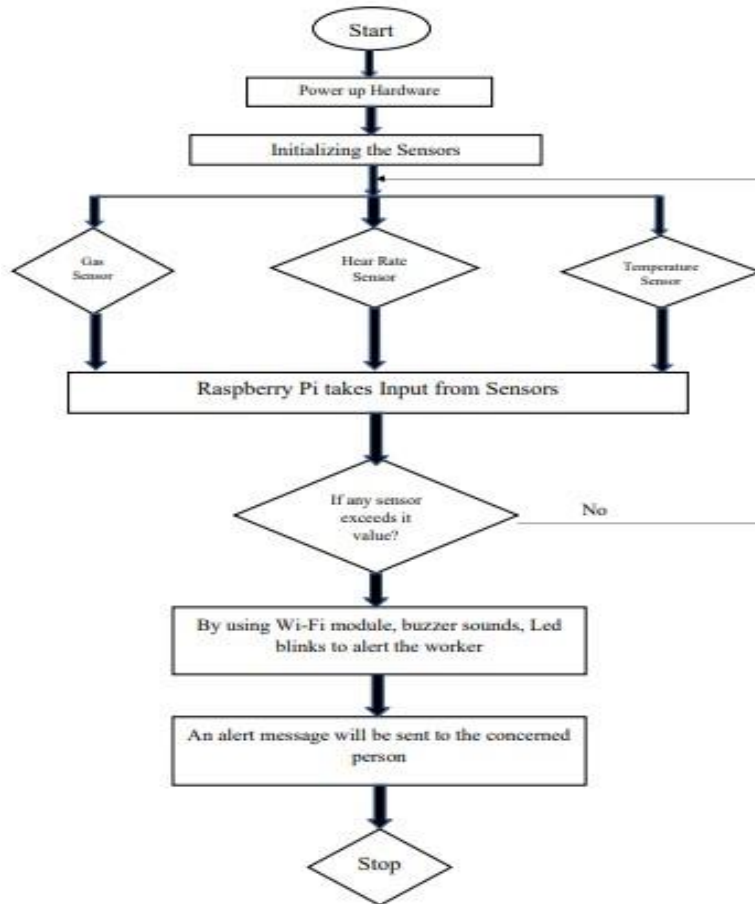 Start
Power up Hardware
Initializing the Sensors
Gas
Sensor
Hear Rate
Sensor
Temperature
Sensor
Raspberry Pi takes Input from Sensors
If any sensor
exceeds it
value?
No
By using Wi-Fi module, buzzer sounds, Led
blinks to alert the worker
An alert message will be sent to the concerned
person
Stop